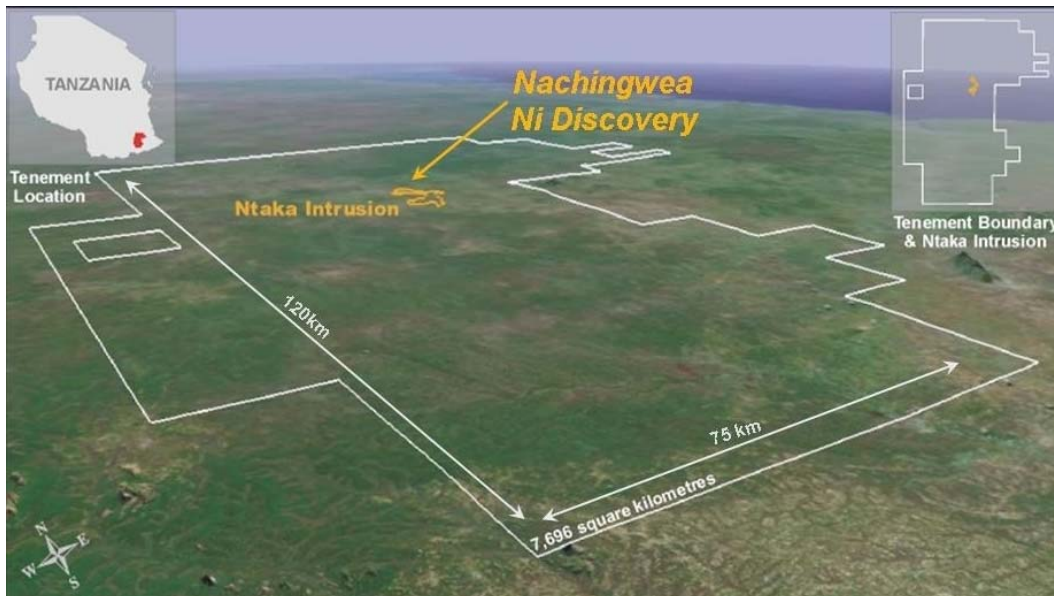 TANZANIA
Tenement
Location
Nachingwea
Ni Discovery
Ntaka Intrusion
Tenement Boundary
& Ntaka Intrusion
120km
75 km
7,696 square kilometres
N
E
W
S